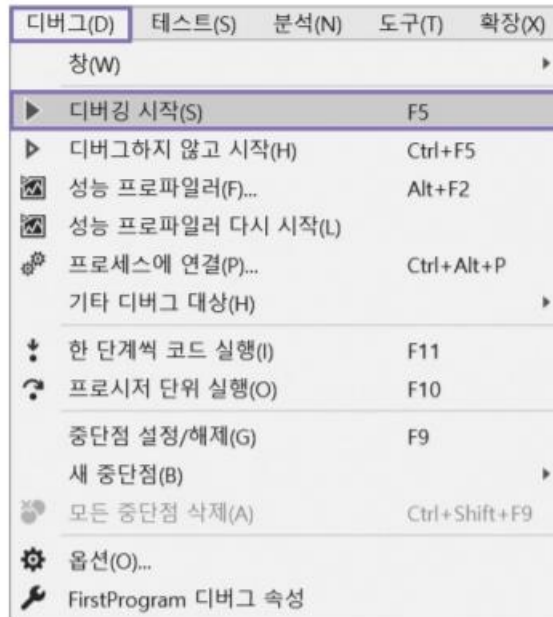 디버그(D) 테스트(S) 분석(N) 도구(T) 확장(X)
창(W)
디버깅 시작(S) F5
디버그하지 않고 시작(H) Ctrl+F5
성능 프로파일러(F)... Alt+F2
성능 프로파일러 다시 시작(L)
프로세스에 연결(P)... Ctrl+Alt+P
기타 디버그 대상(H)
한 단계씩 코드 실행(I) F11
프로시저 단위 실행(O) F10
중단점 설정/해제(G) F9
새 중단점(B)
모든 중단점 삭제(A) Ctrl+Shift+F9
옵션(O)...
FirstProgram 디버그 속성